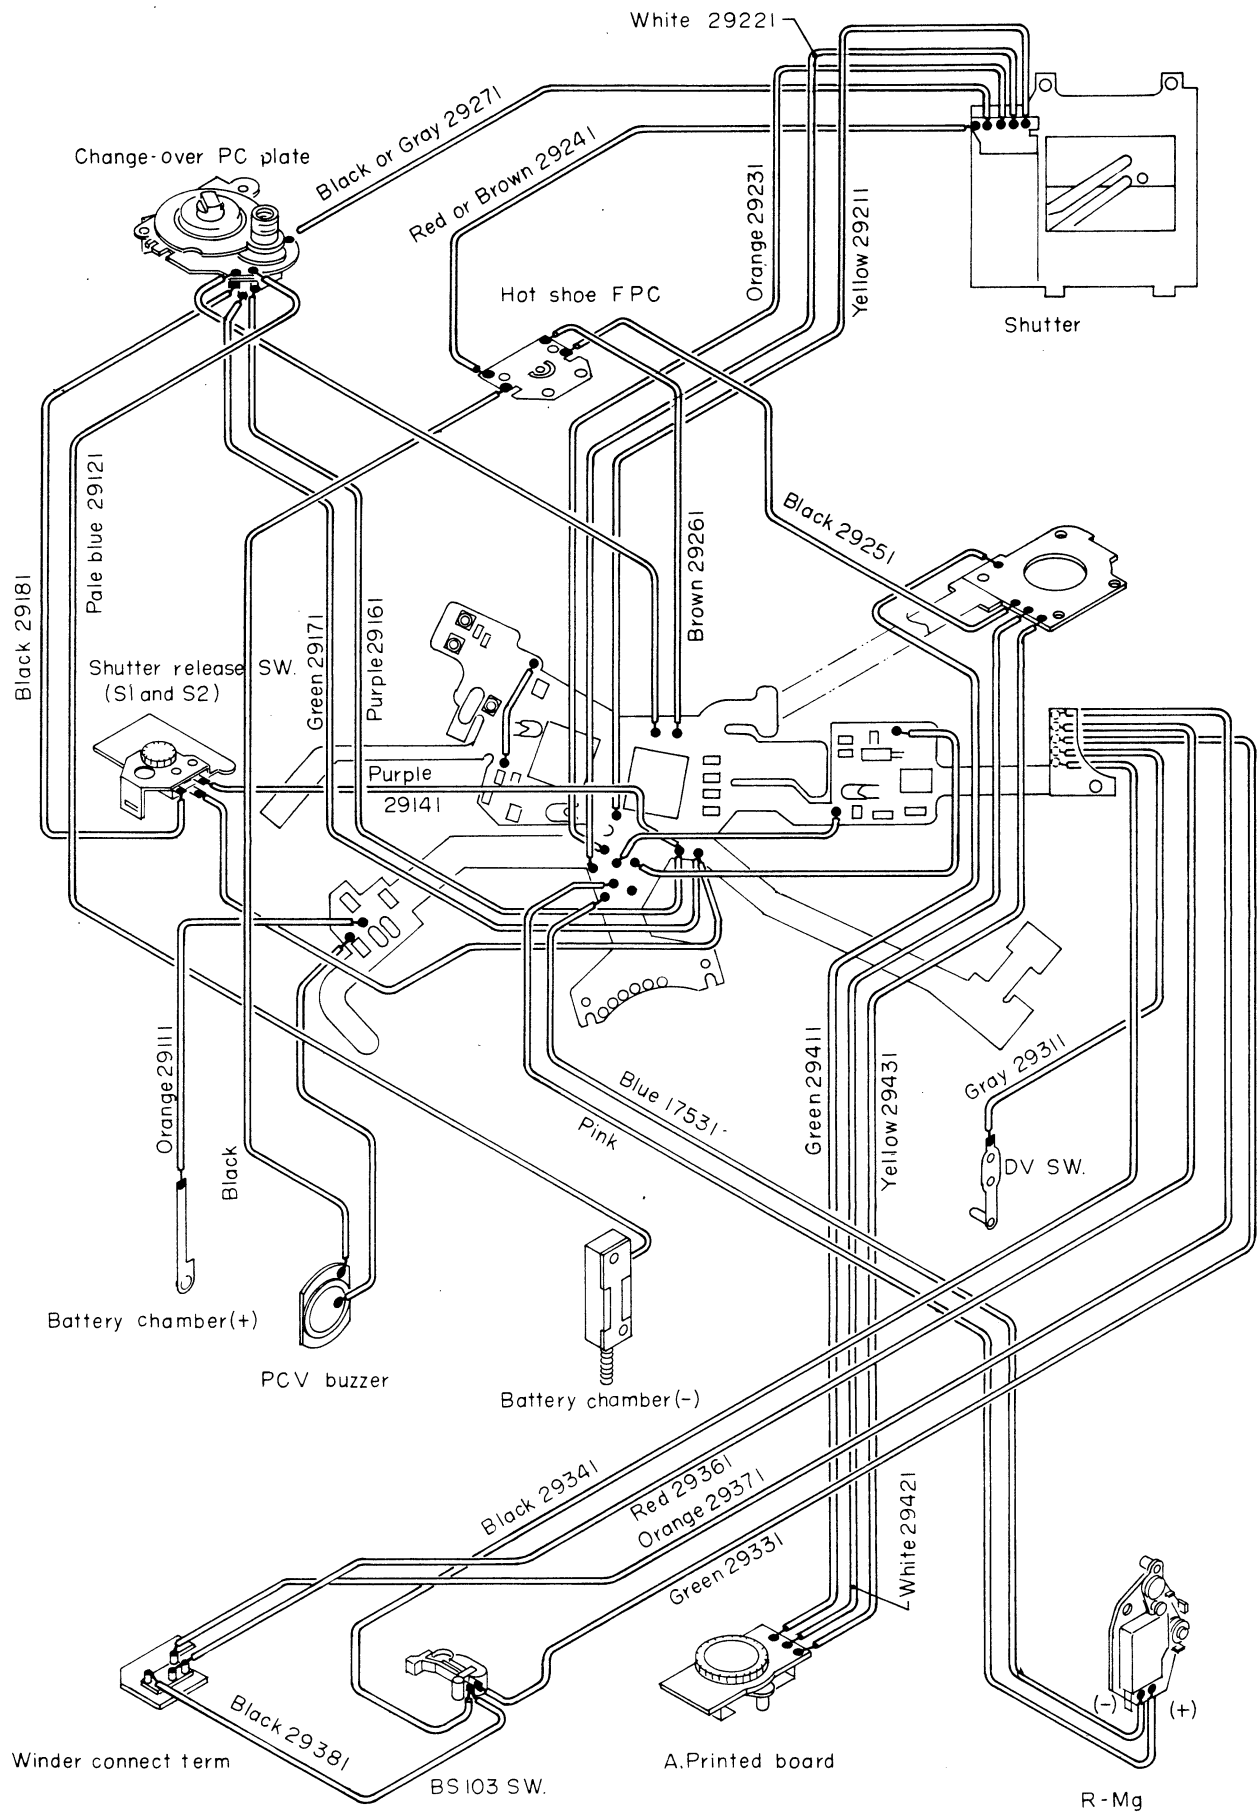 White 29221
Black or Gray 29271
Change-over PC plate
Red or Brown 29241
Orange 29231
Yellow 29211
Hot shoe FPC
Shutter
Pale blue 29121
Black 29251
Brown 29261
Black 29181
Green 29171
Purple 29161
Shutter release SW.
(S1 and S2)
Purple
29141
Orange 29111
Black
Blue 17531
Pink
Green 29411
Yellow 29431
Gray 29311
DV SW.
Battery chamber(+)
PCV buzzer
Battery chamber(-)
Black 29341
Red 29361
Orange 29371
Green 29331
White 29421
(-)
(+)
Black 29381
Winder connect term
BS103 SW.
A.Printed board
R-Mg